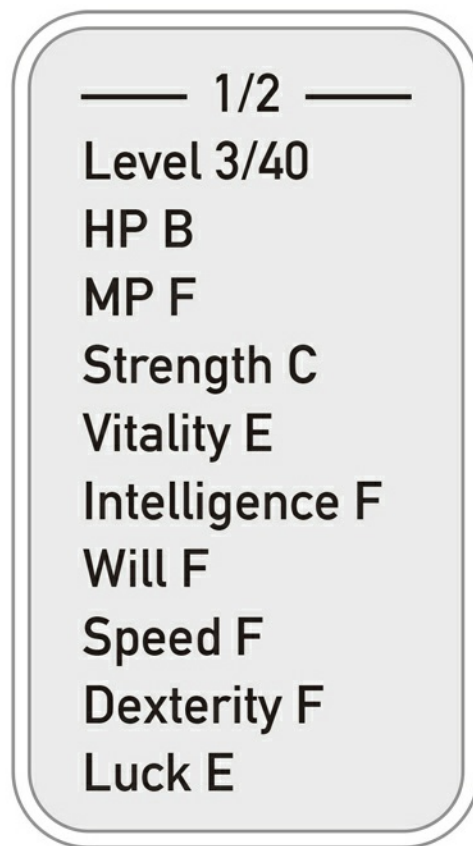 1/2
Level 3/40
HP B
MP F
Strength C
Vitality E
Intelligence F
Will F
Speed F
Dexterity F
Luck E